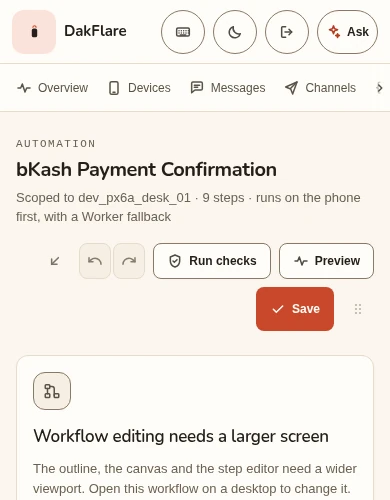 DakFlare
Ask
Overview
Devices
Messages
Channels
AUTOMATION
bKash Payment Confirmation
Scoped to dev_px6a_desk_01 · 9 steps · runs on the phone
first, with a Worker fallback
Run checks
Preview
Save
Workflow editing needs a larger screen
The outline, the canvas and the step editor need a wider
viewport. Open this workflow on a desktop to change it.